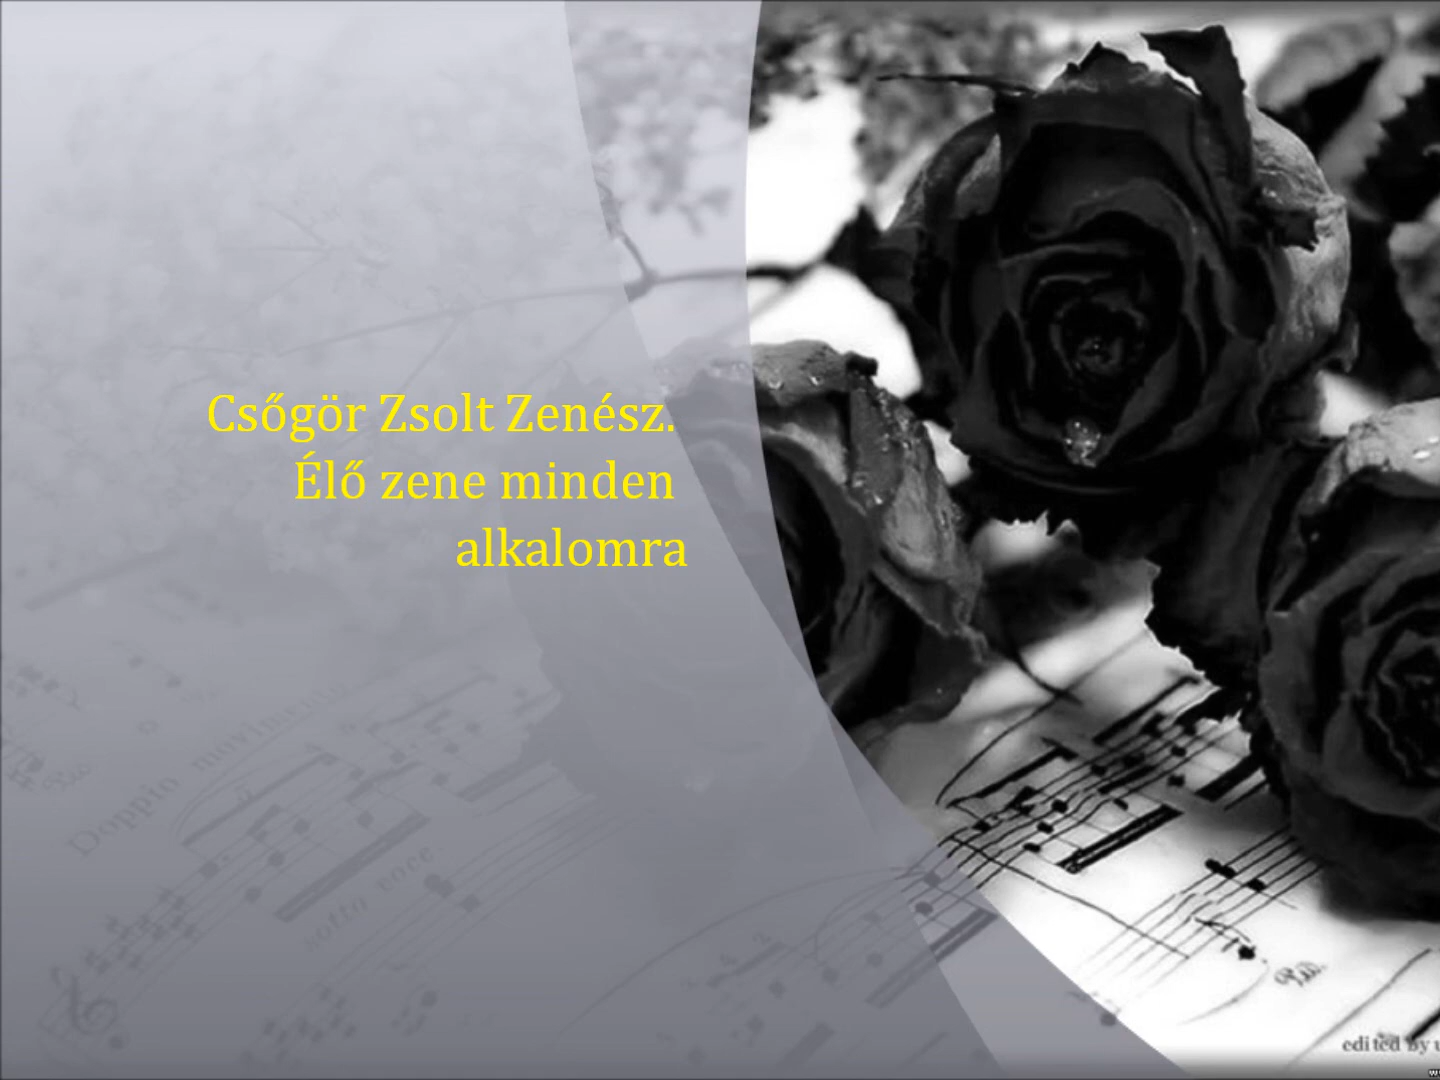 Csőgör Zsolt Zenész.
Élő zene minden
alkalomra
Doppio movimento
sotto voce
edited by